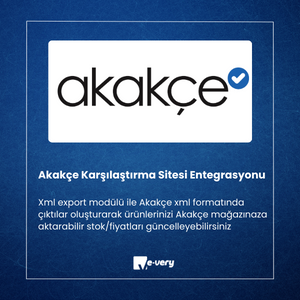 akakçe
Akakçe Karşılaştırma Sitesi Entegrasyonu
Xml export modülü ile Akakçe xml formatında
çıktılar oluşturarak ürünlerinizi Akakçe mağazınaza
aktarabilir stok/fiyatları güncelleyebilirsiniz
e-very